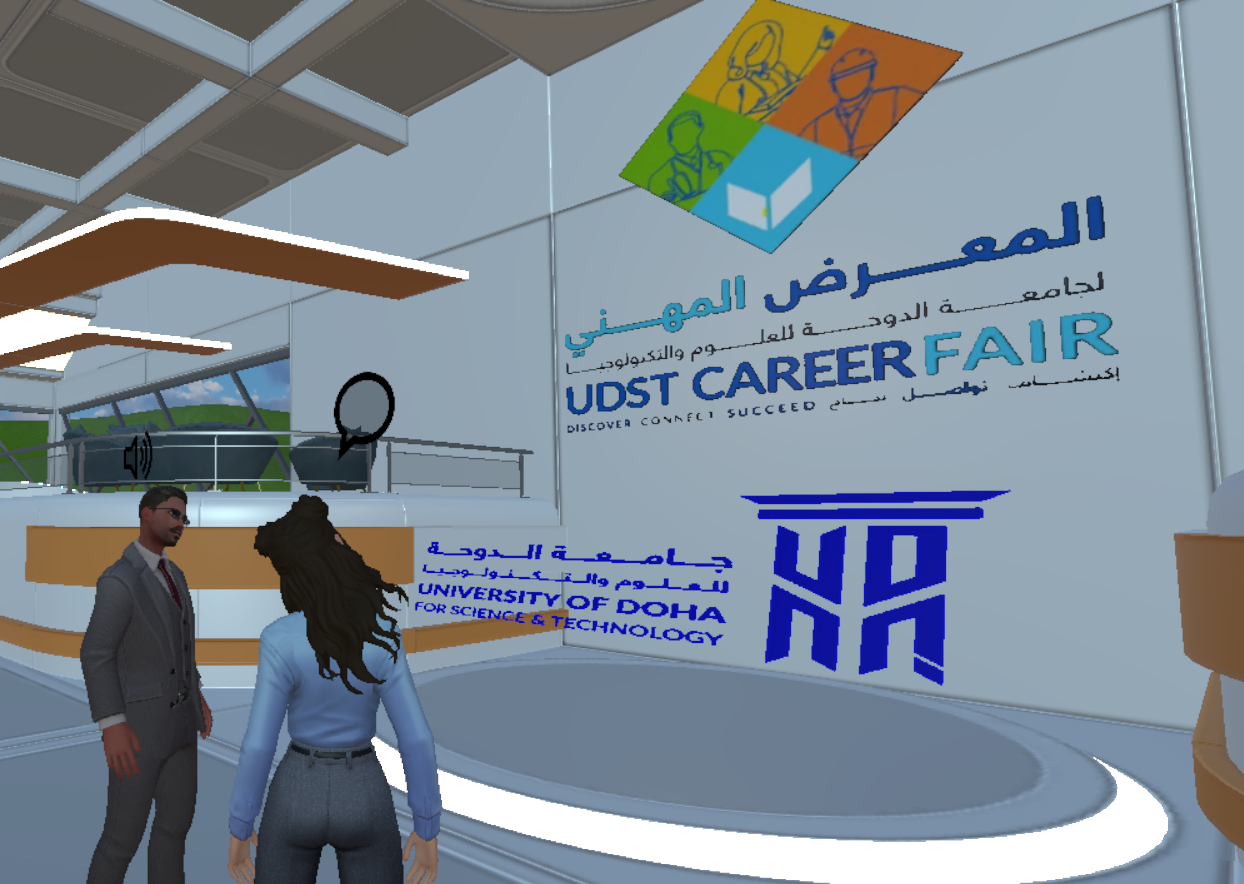 المعرض المهني
لجامعة الدوحة للعلوم والتكنولوجيا
UDST CAREER FAIR
DISCOVER CONNECT SUCCEED
إكتشاف تواصل نجاح
جامعة الدوحة
للعلوم والتكنولوجيا
UNIVERSITY OF DOHA
FOR SCIENCE & TECHNOLOGY